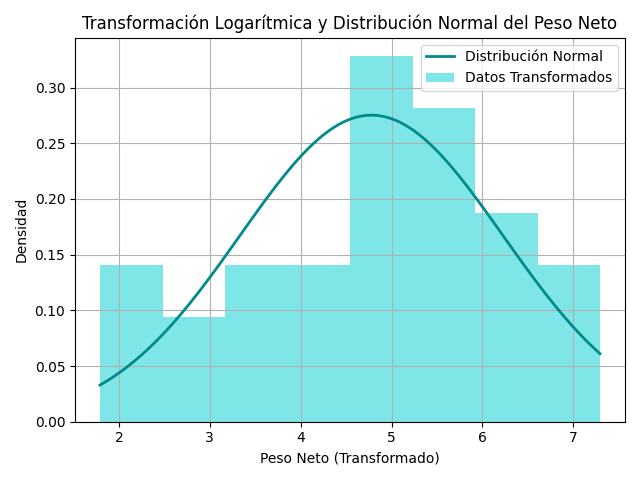 Transformación Logarítmica y Distribución Normal del Peso Neto
Distribución Normal
Datos Transformados
Densidad
0.30
0.25
0.20
0.15
0.10
0.05
0.00
2 3 4 5 6 7
Peso Neto (Transformado)